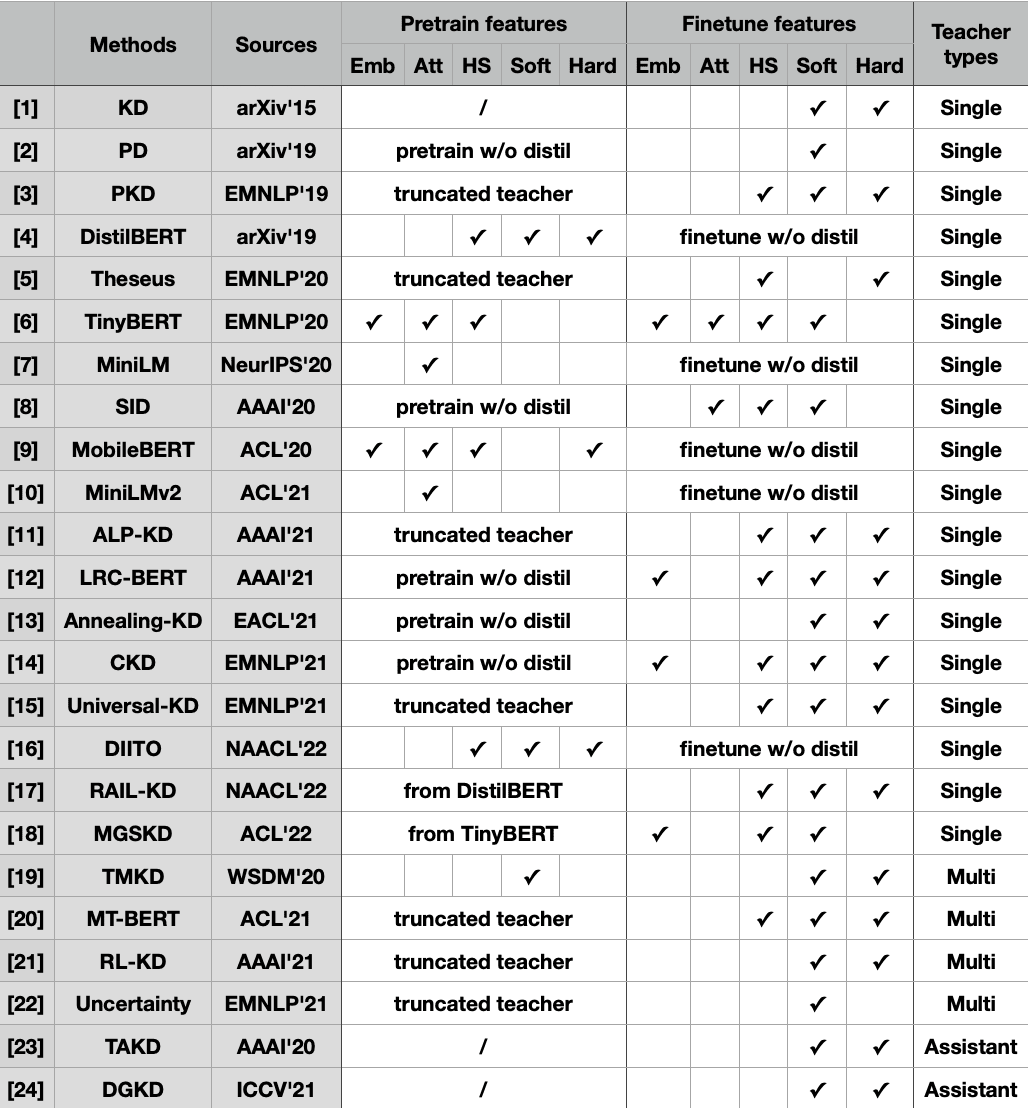 Methods Sources Pretrain features Finetune features Teacher types
Emb Att HS Soft Hard Emb Att HS Soft Hard
[1] KD arXiv'15 / ✓ ✓ Single
[2] PD arXiv'19 pretrain w/o distil ✓ Single
[3] PKD EMNLP'19 truncated teacher ✓ ✓ ✓ Single
[4] DistilBERT arXiv'19 ✓ ✓ ✓ finetune w/o distil Single
[5] Theseus EMNLP'20 truncated teacher ✓ ✓ Single
[6] TinyBERT EMNLP'20 ✓ ✓ ✓ ✓ ✓ ✓ ✓ Single
[7] MiniLM NeurIPS'20 ✓ finetune w/o distil Single
[8] SID AAAI'20 pretrain w/o distil ✓ ✓ ✓ Single
[9] MobileBERT ACL'20 ✓ ✓ ✓ ✓ finetune w/o distil Single
[10] MiniLMv2 ACL'21 ✓ finetune w/o distil Single
[11] ALP-KD AAAI'21 truncated teacher ✓ ✓ ✓ Single
[12] LRC-BERT AAAI'21 pretrain w/o distil ✓ ✓ ✓ ✓ Single
[13] Annealing-KD EACL'21 pretrain w/o distil ✓ ✓ Single
[14] CKD EMNLP'21 pretrain w/o distil ✓ ✓ ✓ ✓ Single
[15] Universal-KD EMNLP'21 truncated teacher ✓ ✓ ✓ Single
[16] DIITO NAACL'22 ✓ ✓ ✓ finetune w/o distil Single
[17] RAIL-KD NAACL'22 from DistilBERT ✓ ✓ ✓ Single
[18] MGSKD ACL'22 from TinyBERT ✓ ✓ ✓ Single
[19] TMKD WSDM'20 ✓ ✓ ✓ Multi
[20] MT-BERT ACL'21 truncated teacher ✓ ✓ ✓ Multi
[21] RL-KD AAAI'21 truncated teacher ✓ ✓ Multi
[22] Uncertainty EMNLP'21 truncated teacher ✓ Multi
[23] TAKD AAAI'20 / ✓ ✓ Assistant
[24] DGKD ICCV'21 / ✓ ✓ Assistant